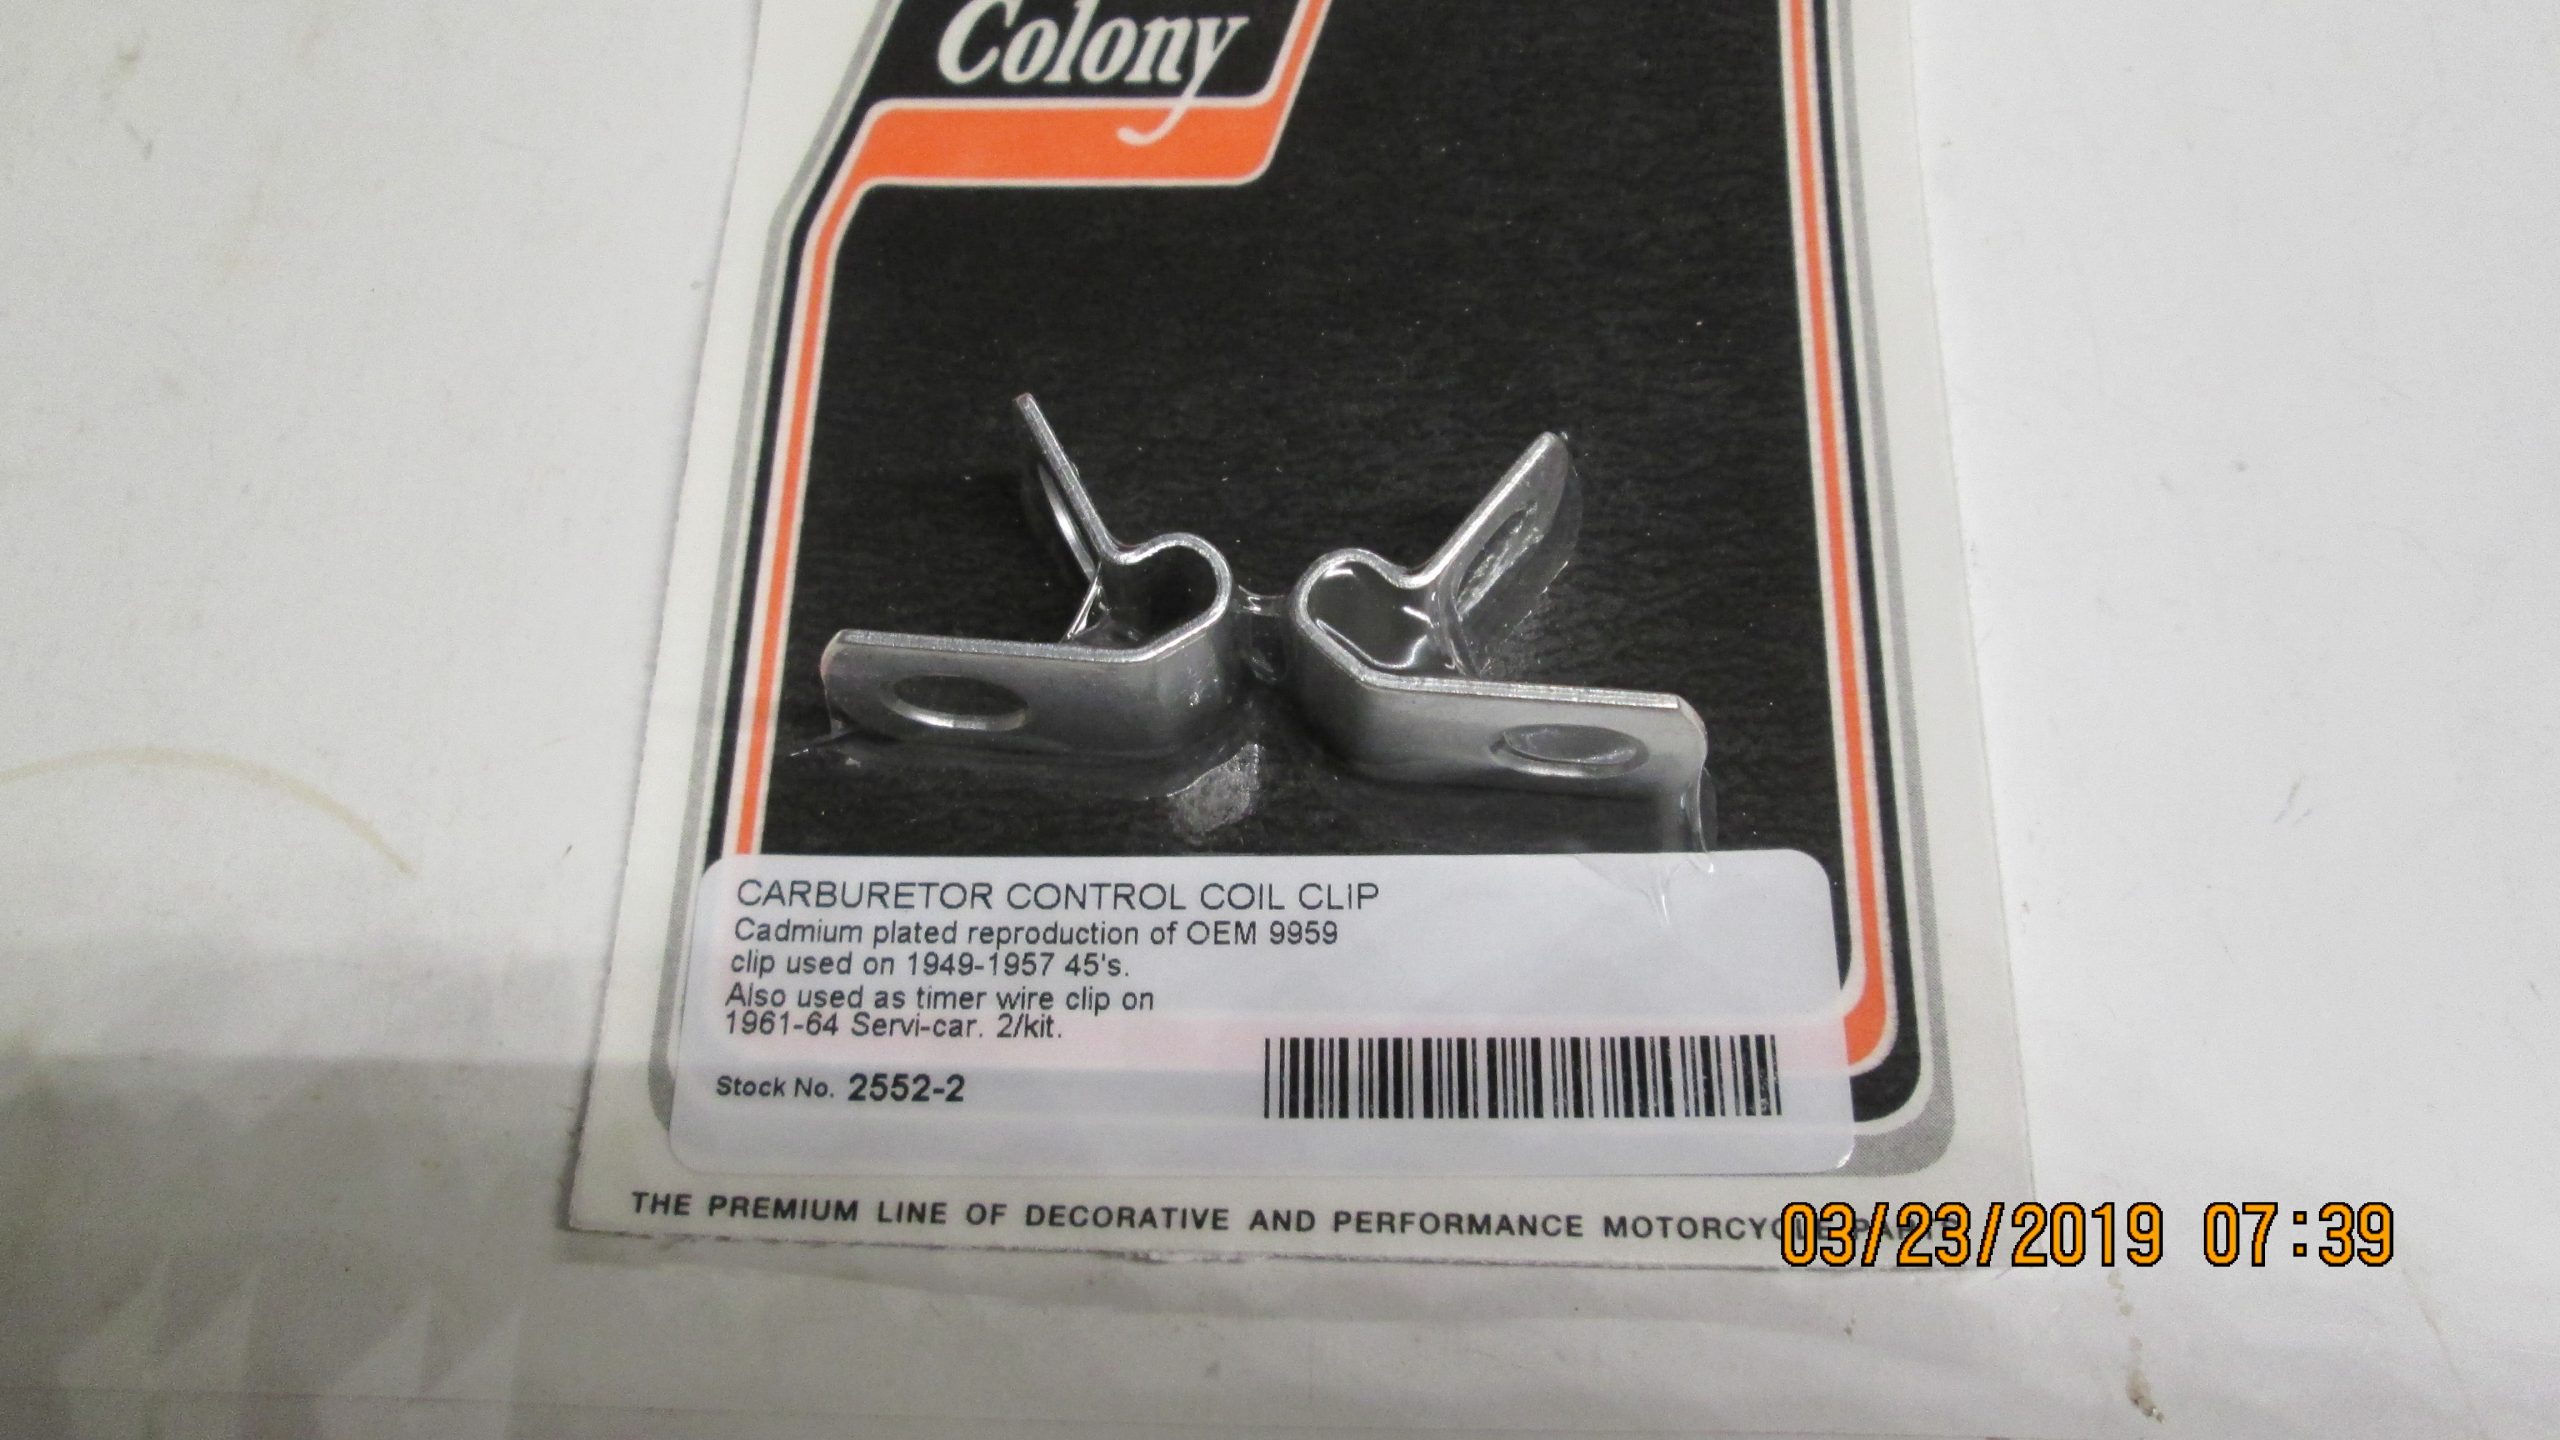 Colony
CARBURETOR CONTROL COIL CLIP
Cadmium plated reproduction of OEM 9959
clip used on 1949-1957 45's.
Also used as timer wire clip on
1961-64 Servi-car. 2/kit.
Stock No. 2552-2
THE PREMIUM LINE OF DECORATIVE AND PERFORMANCE MOTORCYCLE PARTS
03/23/2019 07:39